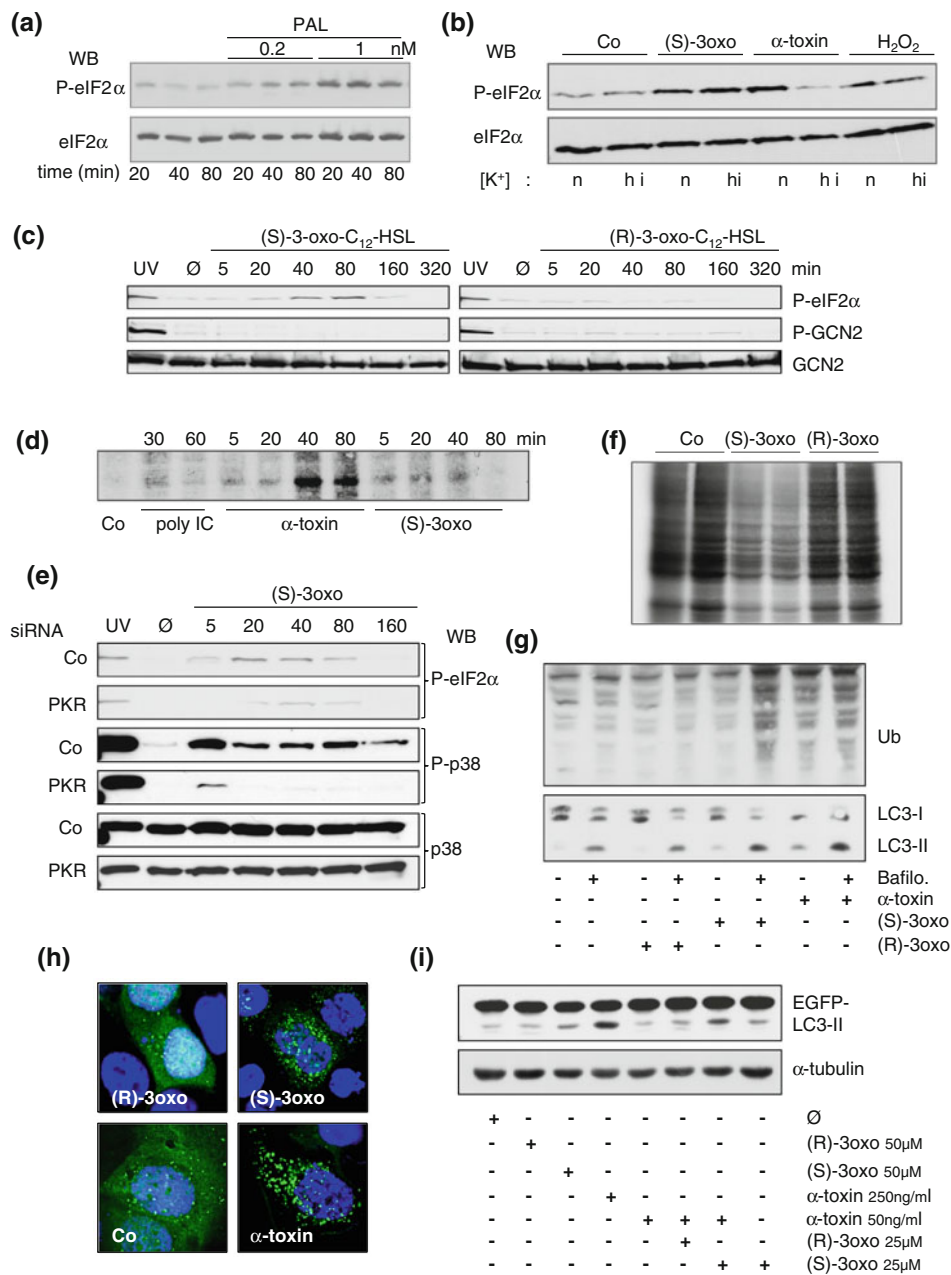 (a)
PAL
WB
0.2 1 nM
P-eIF2α
eIF2α
time (min) 20 40 80 20 40 80 20 40 80
(b)
WB
Co (S)-3oxo α-toxin H₂O₂
P-eIF2α
eIF2α
[K⁺] : n h i n hi n h i n hi
(c)
(S)-3-oxo-C₁₂-HSL (R)-3-oxo-C₁₂-HSL
UV Ø 5 20 40 80 160 320 UV Ø 5 20 40 80 160 320 min
P-eIF2α
P-GCN2
GCN2
(d)
30 60 5 20 40 80 5 20 40 80 min
Co poly IC α-toxin (S)-3oxo
(e)
(S)-3oxo
siRNA UV Ø 5 20 40 80 160 WB
Co
P-eIF2α
PKR
Co
P-p38
PKR
Co
p38
PKR
(f)
Co (S)-3oxo (R)-3oxo
(g)
Ub
LC3-I
LC3-II
- + - + - + - + Bafilo.
- - - - - - + + α-toxin
- - - - + + - - (S)-3oxo
- - + + - - - - (R)-3oxo
(h)
(R)-3oxo
(S)-3oxo
Co
α-toxin
(i)
EGFP-
LC3-II
α-tubulin
+ - - - - - - - Ø
- + - - - - - - (R)-3oxo 50µM
- - + - - - - - (S)-3oxo 50µM
- - - + - - - - α-toxin 250ng/ml
- - - - + + + - α-toxin 50ng/ml
- - - - - + - - (R)-3oxo 25µM
- - - - - - + + (S)-3oxo 25µM